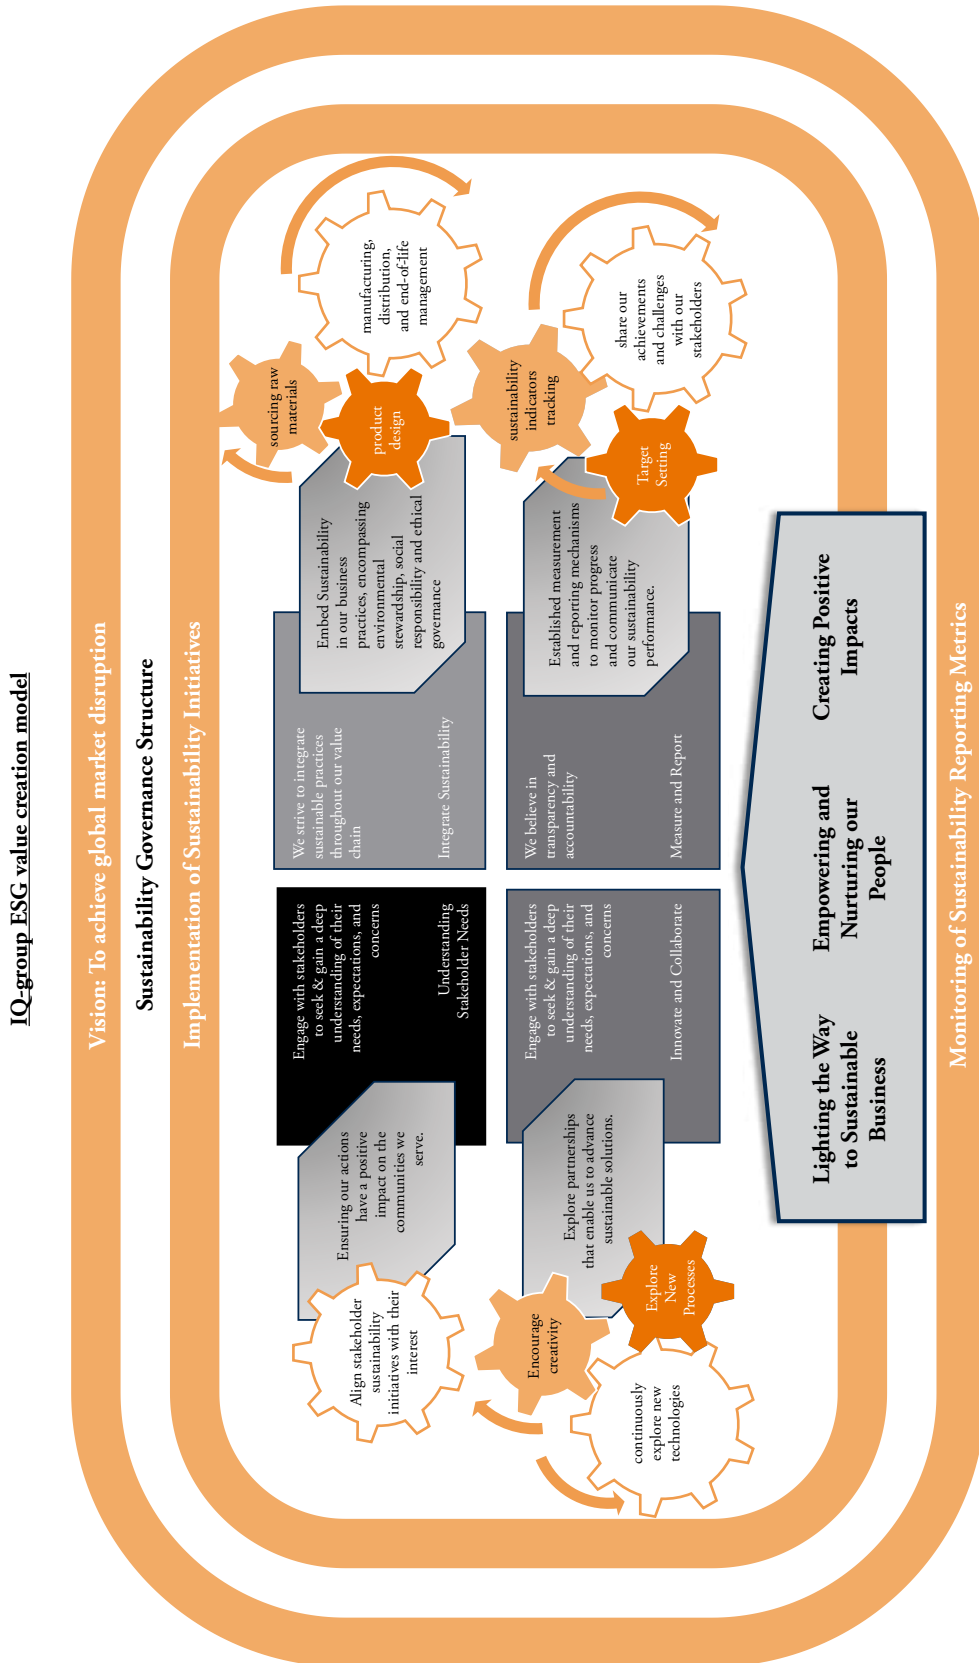 IQ-group ESG value creation model
Vision: To achieve global market disruption
Sustainability Governance Structure
Implementation of Sustainability Initiatives
Engage with stakeholders
to seek & gain a deep
understanding of their
needs, expectations, and
concerns
Understanding
Stakeholder Needs
Ensuring our actions
have a positive
impact on the
communities we
serve.
Align stakeholder
sustainability
initiatives with their
interest
We strive to integrate
sustainable practices
throughout our value
chain
Integrate Sustainability
Embed Sustainability
in our business
practices, encompassing
environmental
stewardship, social
responsibility and ethical
governance
sourcing raw
materials
product
design
manufacturing,
distribution,
and end-of-life
management
Engage with stakeholders
to seek & gain a deep
understanding of their
needs, expectations, and
concerns
Innovate and Collaborate
Explore partnerships
that enable us to advance
sustainable solutions.
Encourage
creativity
Explore
New
Processes
continuously
explore new
technologies
We believe in
transparency and
accountability
Measure and Report
Established measurement
and reporting mechanisms
to monitor progress
and communicate
our sustainability
performance.
sustainability
indicators
tracking
Target
Setting
share our
achievements
and challenges
with our
stakeholders
Lighting the Way
to Sustainable
Business
Empowering and
Nurturing our
People
Creating Positive
Impacts
Monitoring of Sustainability Reporting Metrics